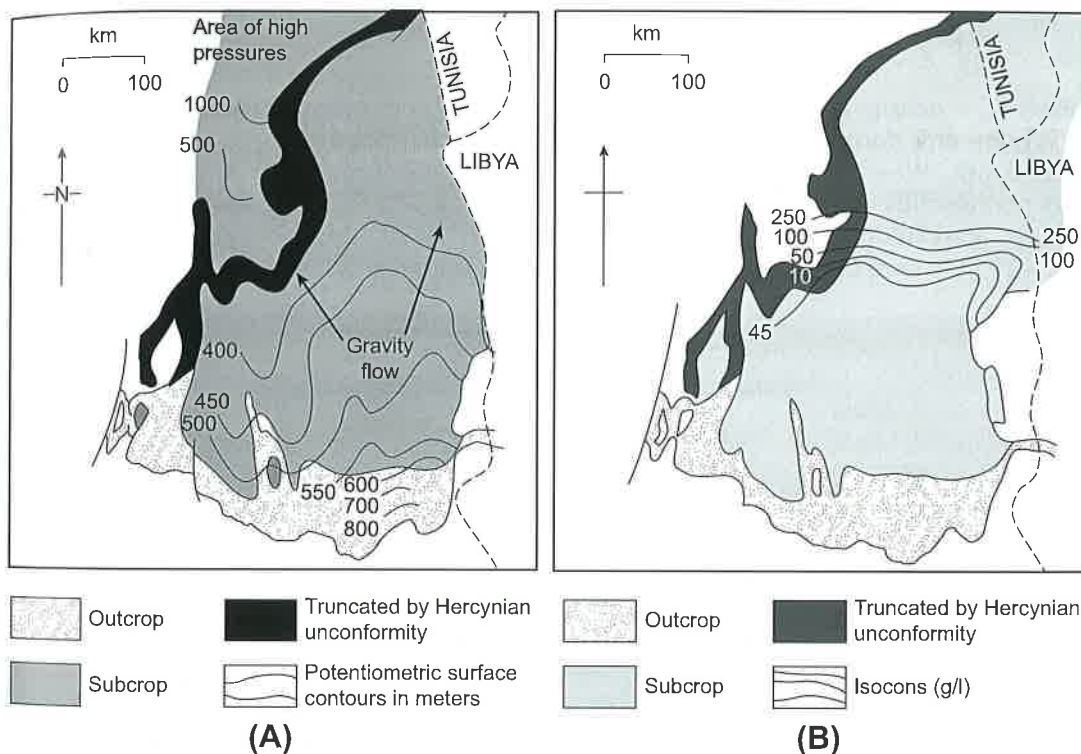 Area of high
pressures
km
0 100
1000
500
TUNISIA
LIBYA
N
400
Gravity
flow
450
500
550
600
700
800
Outcrop
Truncated by Hercynian
unconformity
Subcrop
Potentiometric surface
contours in meters
(A)
km
0 100
TUNISIA
LIBYA
250
100
50
10
45
250
100
Outcrop
Truncated by Hercynian
unconformity
Subcrop
Isocons (g/l)
(B)